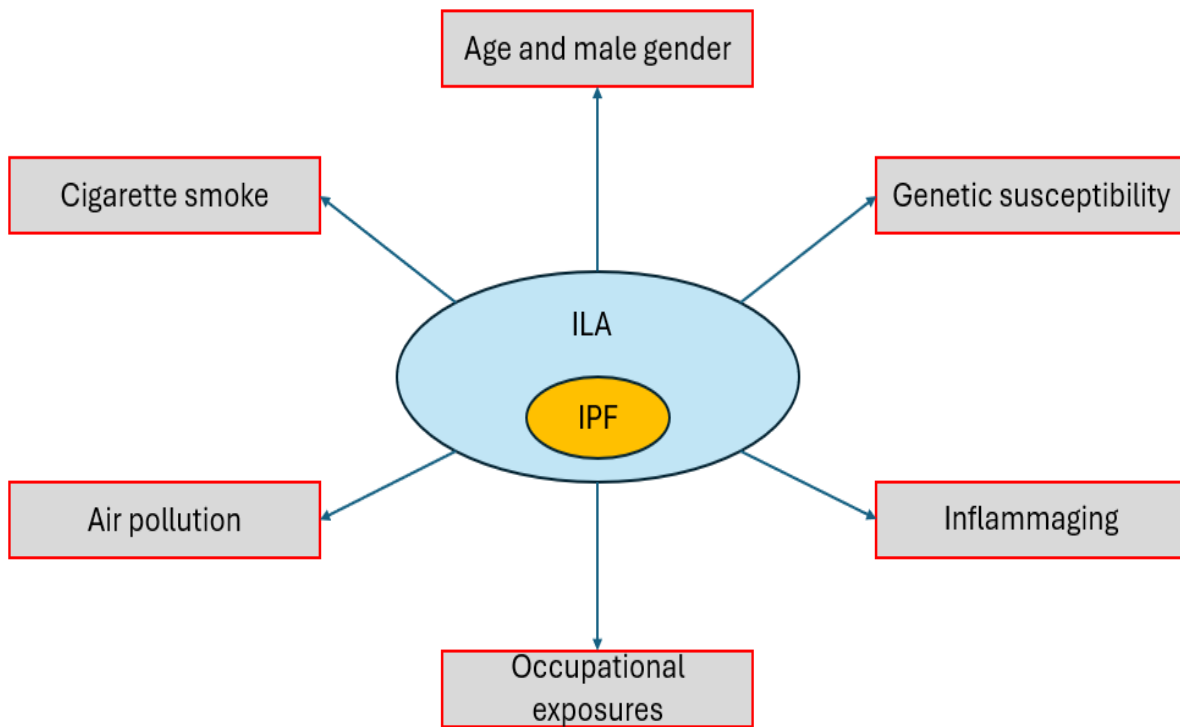 Age and male gender
Cigarette smoke
Genetic susceptibility
ILA
IPF
Air pollution
Inflammaging
Occupational
exposures